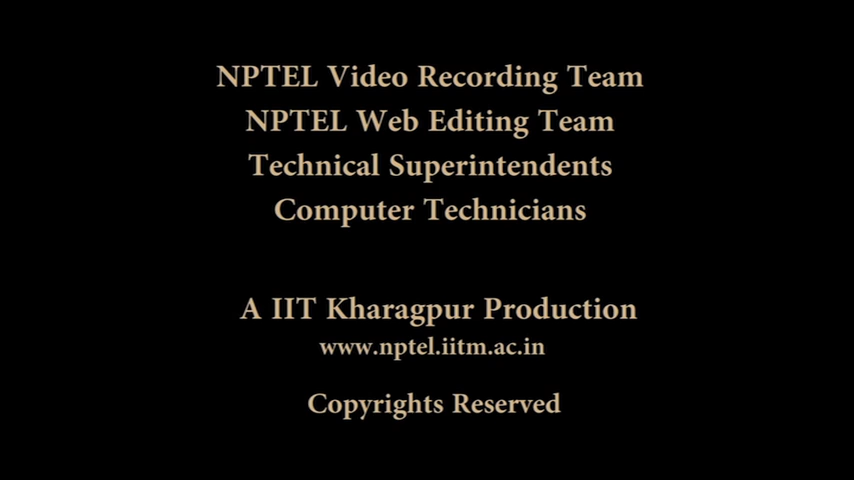 NPTEL Video Recording Team
NPTEL Web Editing Team
Technical Superintendents
Computer Technicians
A IIT Kharagpur Production
www.nptel.iitm.ac.in
Copyrights Reserved